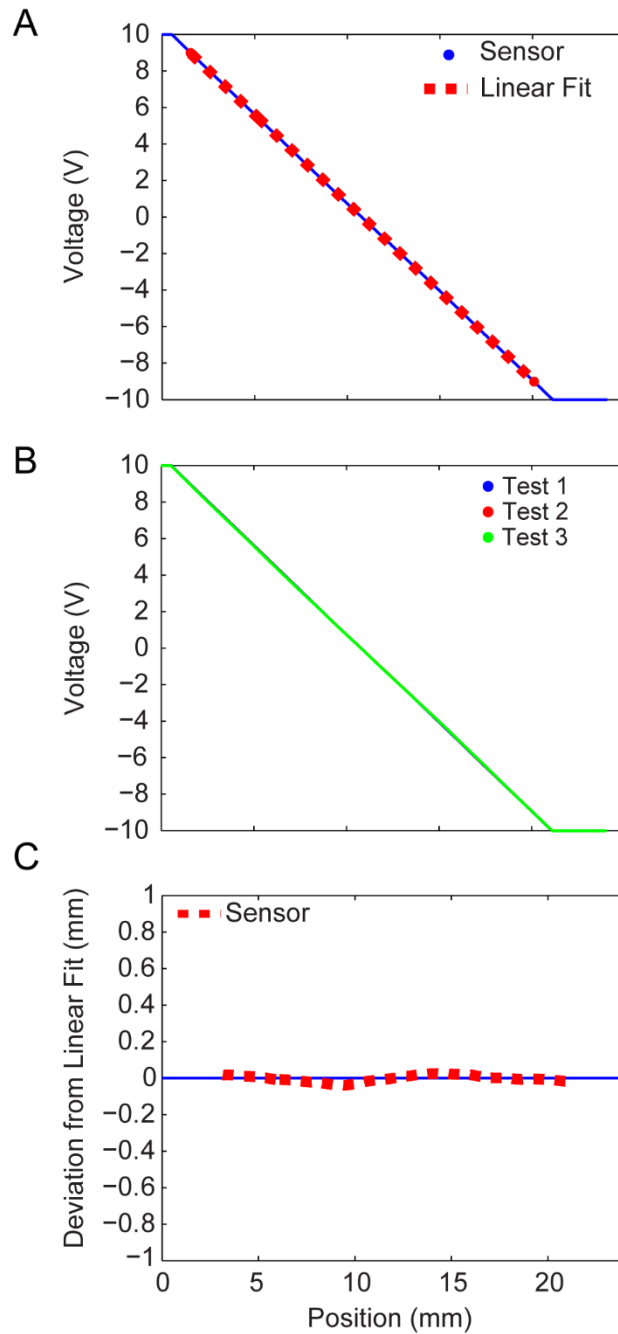 A
10
8
6
4
2
0
−2
−4
−6
−8
−10
Voltage (V)
Sensor
Linear Fit
B
10
8
6
4
2
0
−2
−4
−6
−8
−10
Voltage (V)
Test 1
Test 2
Test 3
C
1
0.8
0.6
0.4
0.2
0
−0.2
−0.4
−0.6
−0.8
−1
Deviation from Linear Fit (mm)
Sensor
0 5 10 15 20
Position (mm)